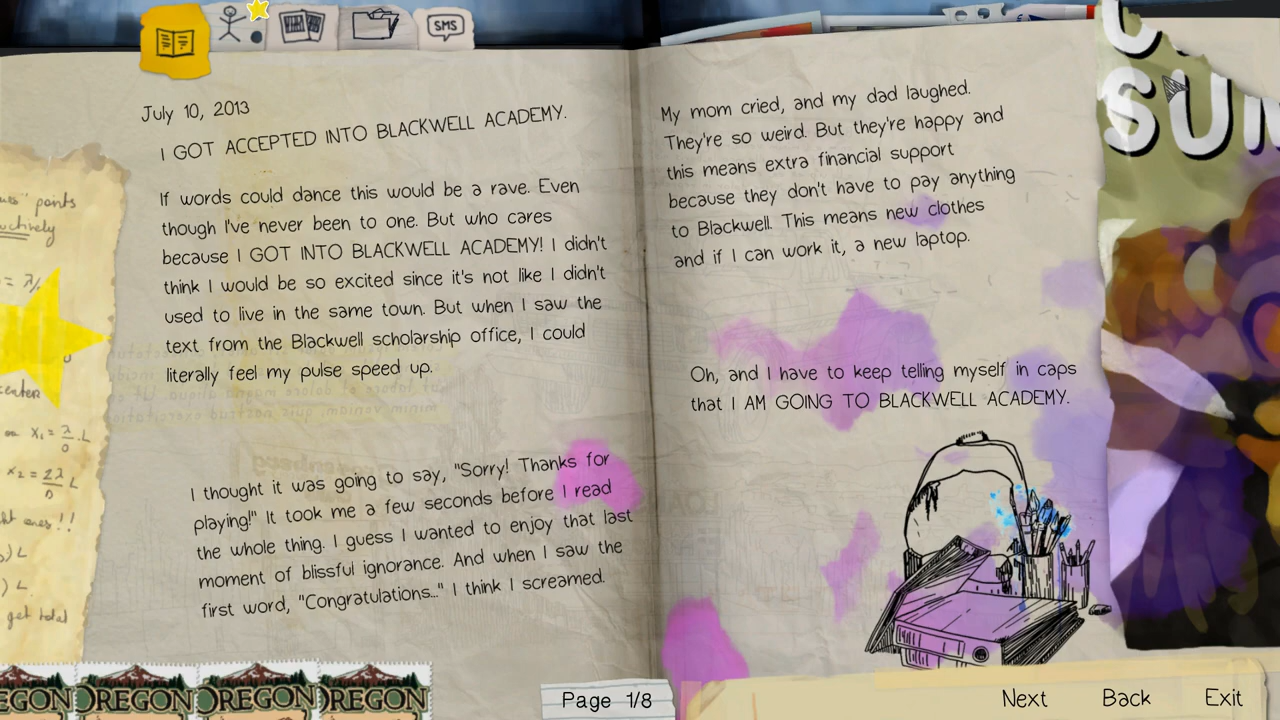 SMS
July 10, 2013
I GOT ACCEPTED INTO BLACKWELL ACADEMY.
If words could dance this would be a rave. Even
though I've never been to one. But who cares
because I GOT INTO BLACKWELL ACADEMY! I didn't
think I would be so excited since it's not like I didn't
used to live in the same town. But when I saw the
text from the Blackwell scholarship office, I could
literally feel my pulse speed up.
I thought it was going to say, "Sorry! Thanks for
playing!" It took me a few seconds before I read
the whole thing. I guess I wanted to enjoy that last
moment of blissful ignorance. And when I saw the
first word, "Congratulations..." I think I screamed.
My mom cried, and my dad laughed.
They're so weird. But they're happy and
this means extra financial support
because they don't have to pay anything
to Blackwell. This means new clothes
and if I can work it, a new laptop.
Oh, and I have to keep telling myself in caps
that I AM GOING TO BLACKWELL ACADEMY.
points
get total
OREGON
OREGON
OREGON
Page 1/8
Next
Back
Exit